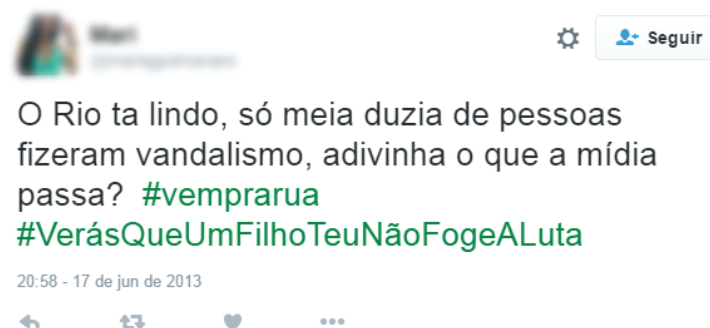 Seguir
O Rio ta lindo, só meia duzia de pessoas
fizeram vandalismo, adivinha o que a mídia
passa? #vemprarua
#VerásQueUmFilhoTeuNãoFogeALuta
20:58 - 17 de jun de 2013